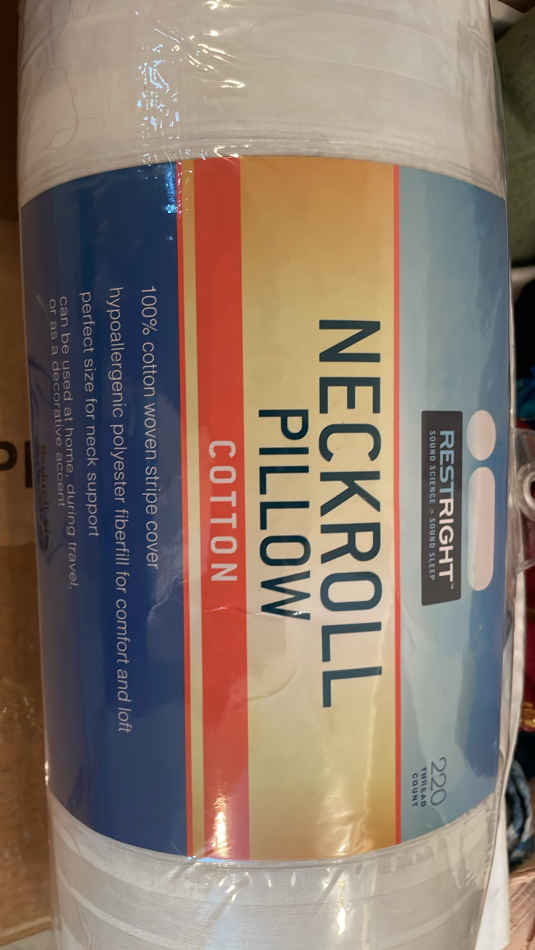 RESTRIGHT™
SOUND SCIENCE > SOUND SLEEP
220
THREAD
COUNT
NECKROLL
PILLOW
COTTON
100% cotton woven stripe cover
hypoallergenic polyester fiberfill for comfort and loft
perfect size for neck support
can be used at home, during travel,
or as a decorative accent